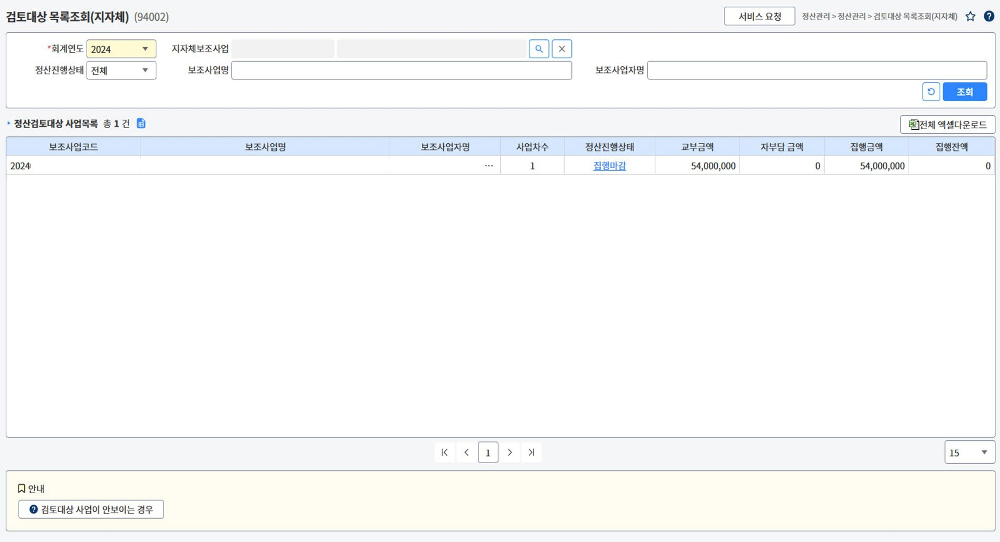 검토대상 목록조회(지자체) (94002)
서비스 요청
정산관리 > 정산관리 > 검토대상 목록조회(지자체)
*회계연도 2024 지자체보조사업
정산진행상태 전체 보조사업명 보조사업자명
조회
정산검토대상 사업목록 총 1 건
전체 엑셀다운로드
보조사업코드 보조사업명 보조사업자명 사업차수 정산진행상태 교부금액 자부담 금액 집행금액 집행잔액
2024 ... 1 집행마감 54,000,000 0 54,000,000 0
1
15
안내
검토대상 사업이 안보이는 경우